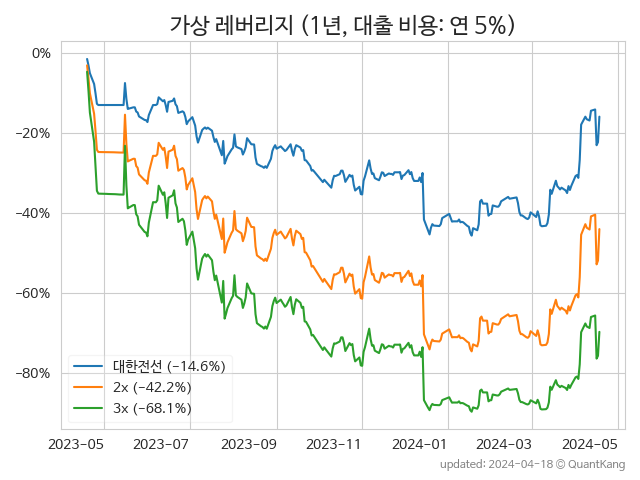 가상 레버리지 (1년, 대출 비용: 연 5%)
0%
−20%
−40%
−60%
−80%
대한전선 (−14.6%)
2x (−42.2%)
3x (−68.1%)
2023-05 2023-07 2023-09 2023-11 2024-01 2024-03 2024-05
updated: 2024-04-18 © QuantKang